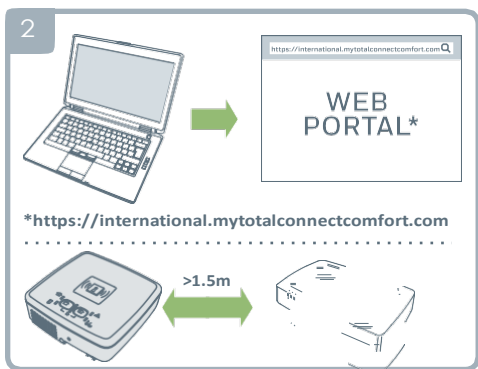 2
https://international.mytotalconnectcomfort.com
WEB
PORTAL*
*https://international.mytotalconnectcomfort.com
>1.5m